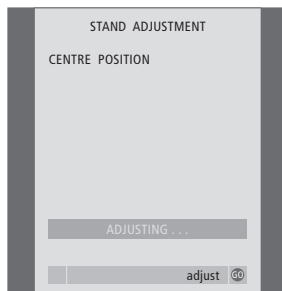 STAND ADJUSTMENT
CENTRE POSITION
ADJUSTING . . .
adjust GO